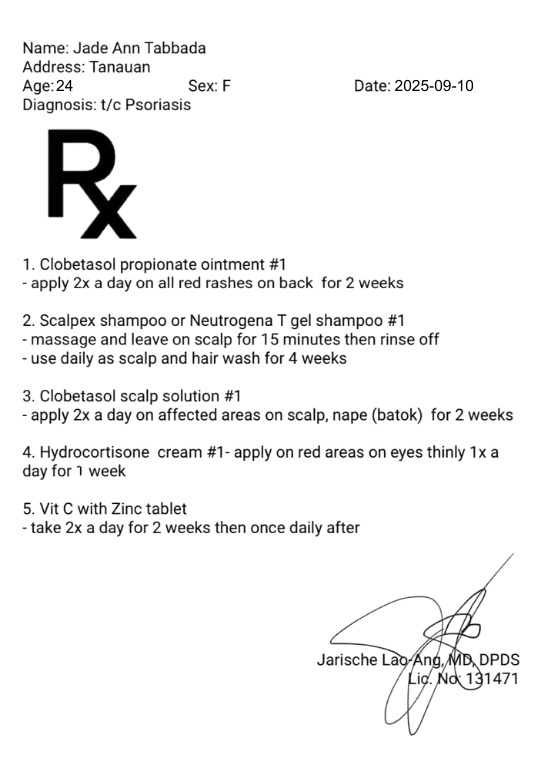 Name: Jade Ann Tabbada
Address: Tanauan
Age:24 Sex: F Date: 2025-09-10
Diagnosis: t/c Psoriasis
Rx
1. Clobetasol propionate ointment #1
- apply 2x a day on all red rashes on back for 2 weeks
2. Scalpex shampoo or Neutrogena T gel shampoo #1
- massage and leave on scalp for 15 minutes then rinse off
- use daily as scalp and hair wash for 4 weeks
3. Clobetasol scalp solution #1
- apply 2x a day on affected areas on scalp, nape (batok) for 2 weeks
4. Hydrocortisone cream #1- apply on red areas on eyes thinly 1x a
day for 1 week
5. Vit C with Zinc tablet
- take 2x a day for 2 weeks then once daily after
Jarische Lao-Ang, MD, DPDS
Lic. No: 131471